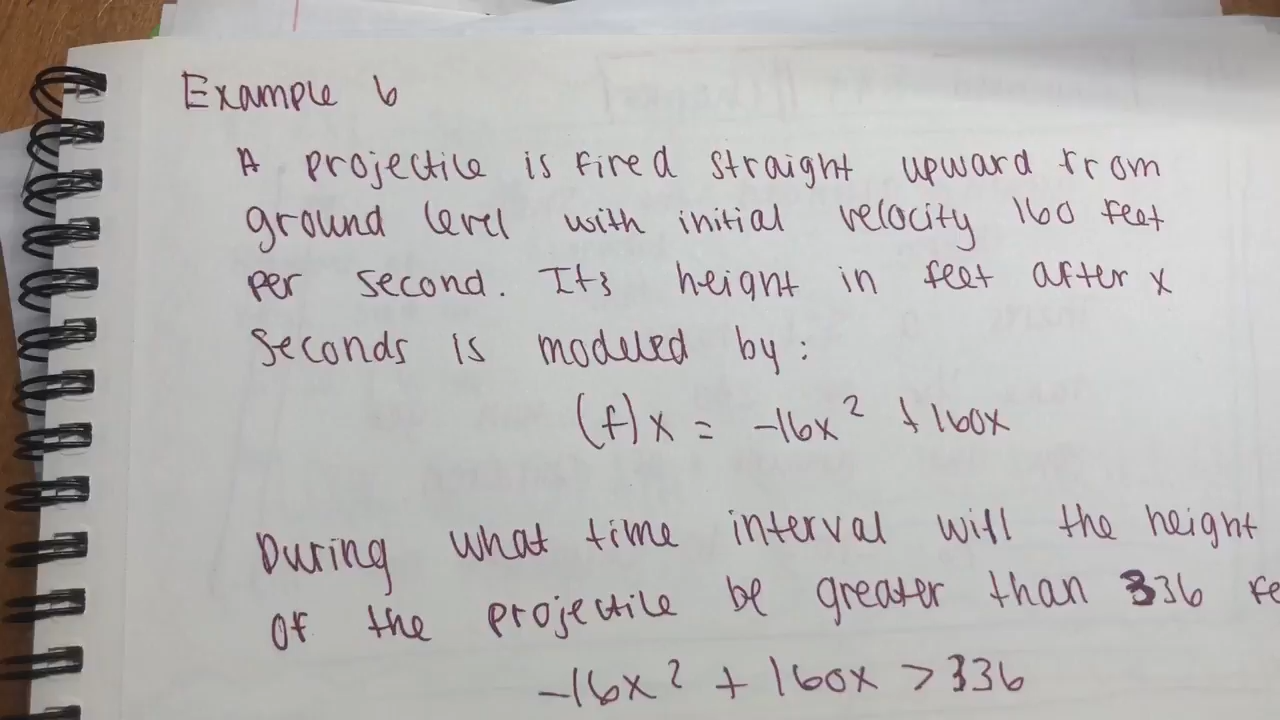 Example 6
A projectile is fired straight upward from
ground level with initial velocity 160 feet
per second. Its height in feet after x
seconds is modeled by:
(f)x = -16x² + 160x
During what time interval will the height
of the projectile be greater than 336 fe
-16x² + 160x > 336